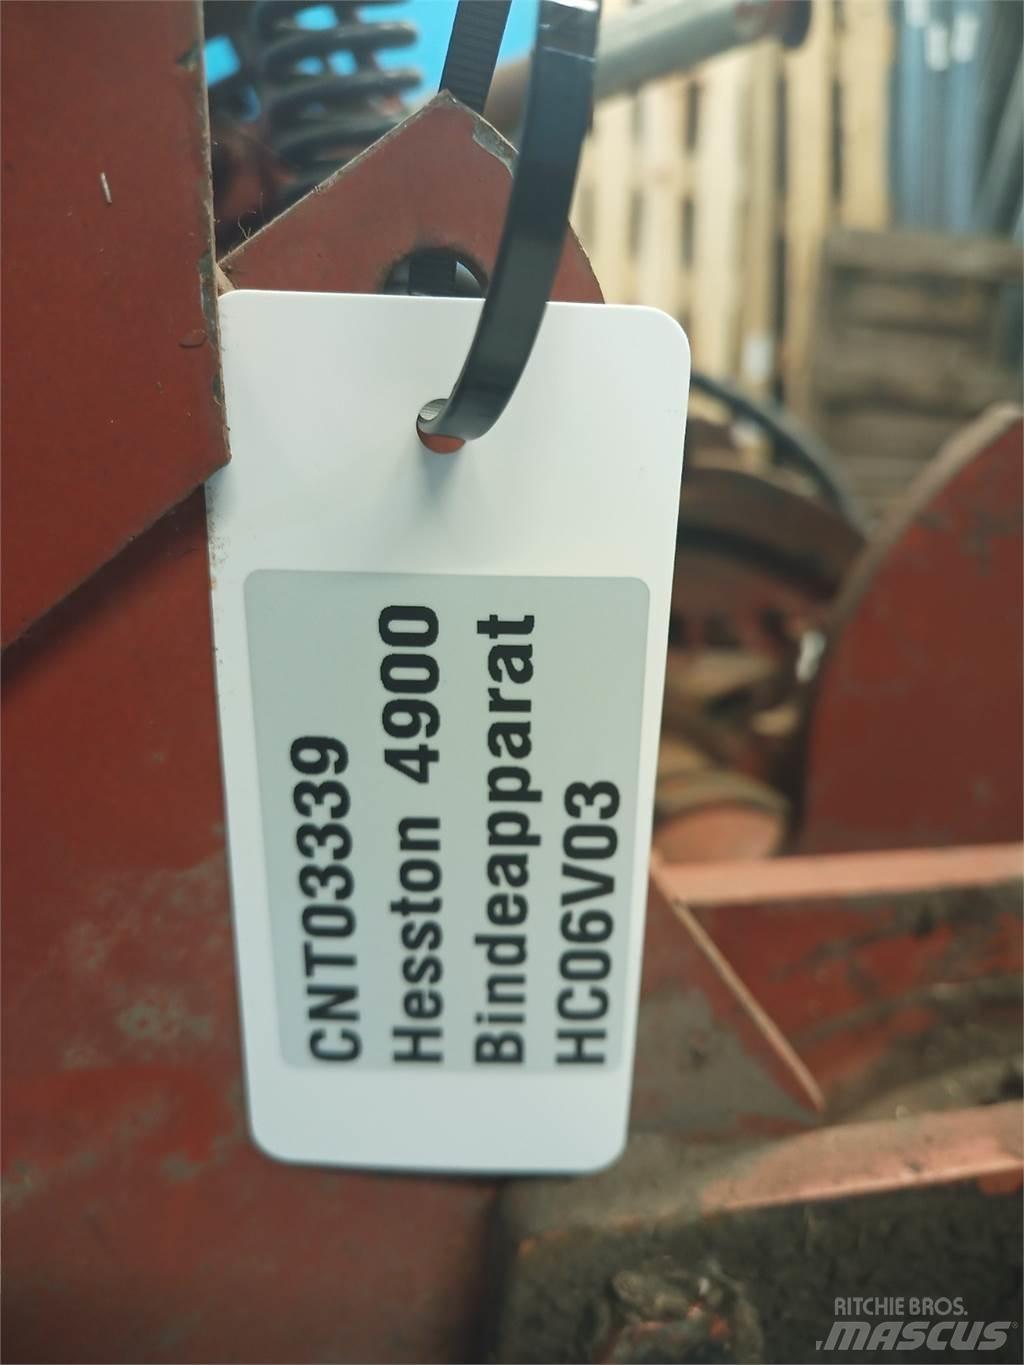 CNT03339
Hesston 4900
Bindeapparat
HC06V03
RITCHIE BROS.
MASCUS